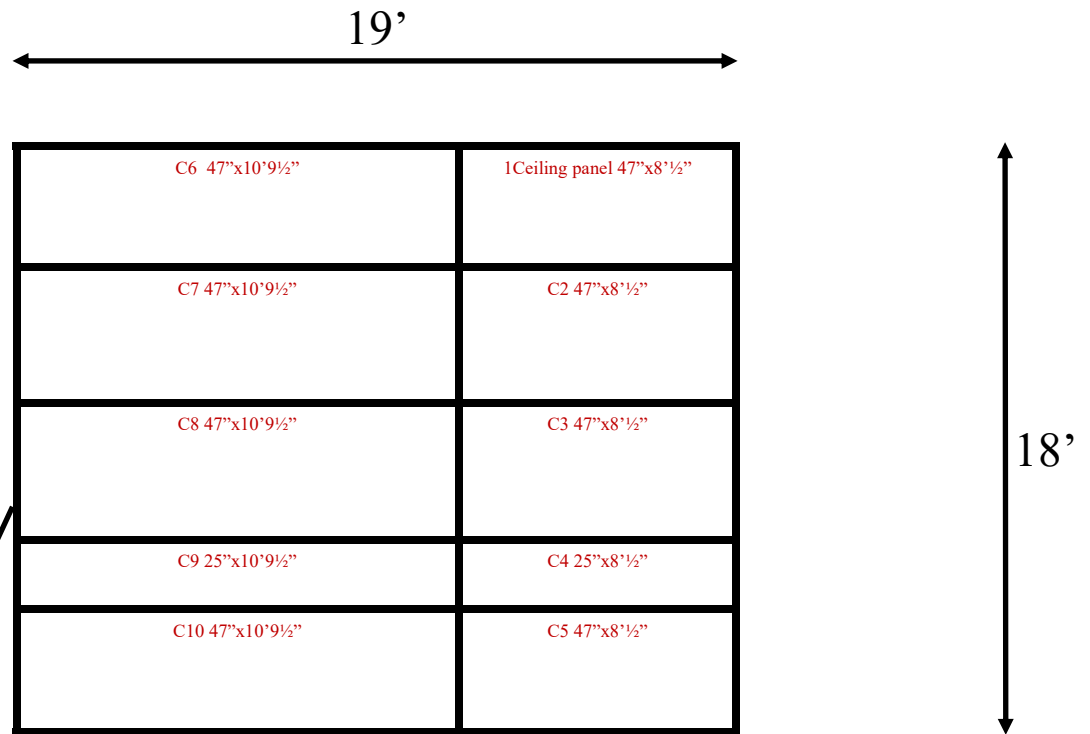 19’
C6 47”x10’9½”
1Ceiling panel 47”x8’½”
C7 47”x10’9½”
C2 47”x8’½”
C8 47”x10’9½”
C3 47”x8’½”
18’
C9 25”x10’9½”
C4 25”x8’½”
C10 47”x10’9½”
C5 47”x8’½”